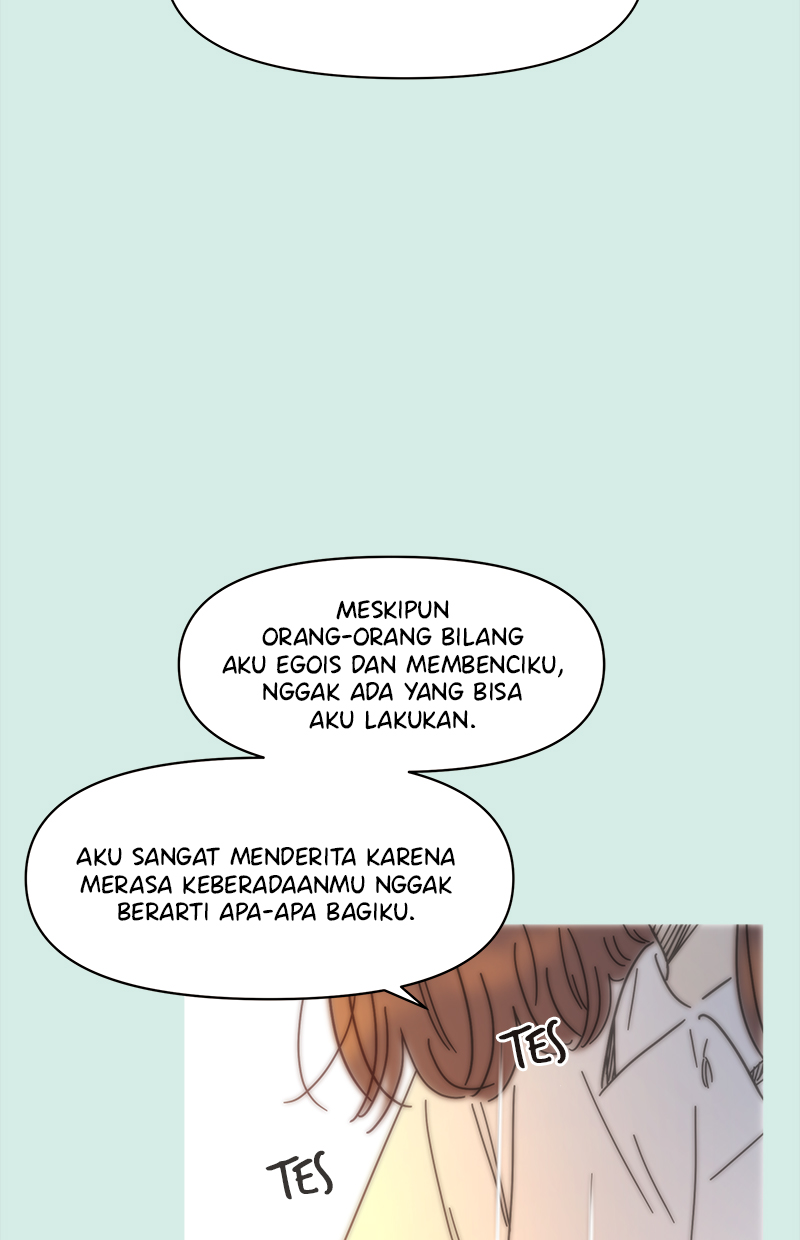 MESKIPUN
ORANG-ORANG BILANG
AKU EGOIS DAN MEMBENCIKU,
NGGAK ADA YANG BISA
AKU LAKUKAN.
AKU SANGAT MENDERITA KARENA
MERASA KEBERADAANMU NGGAK
BERARTI APA-APA BAGIKU.
TES
TES